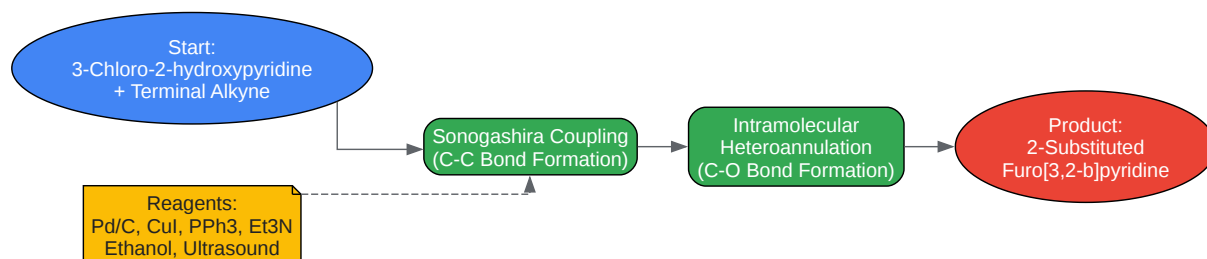 Start:
3-Chloro-2-hydroxypyridine
+ Terminal Alkyne
Sonogashira Coupling
(C-C Bond Formation)
Intramolecular
Heteroannulation
(C-O Bond Formation)
Product:
2-Substituted
Furo[3,2-b]pyridine
Reagents:
Pd/C, CuI, PPh3, Et3N
Ethanol, Ultrasound